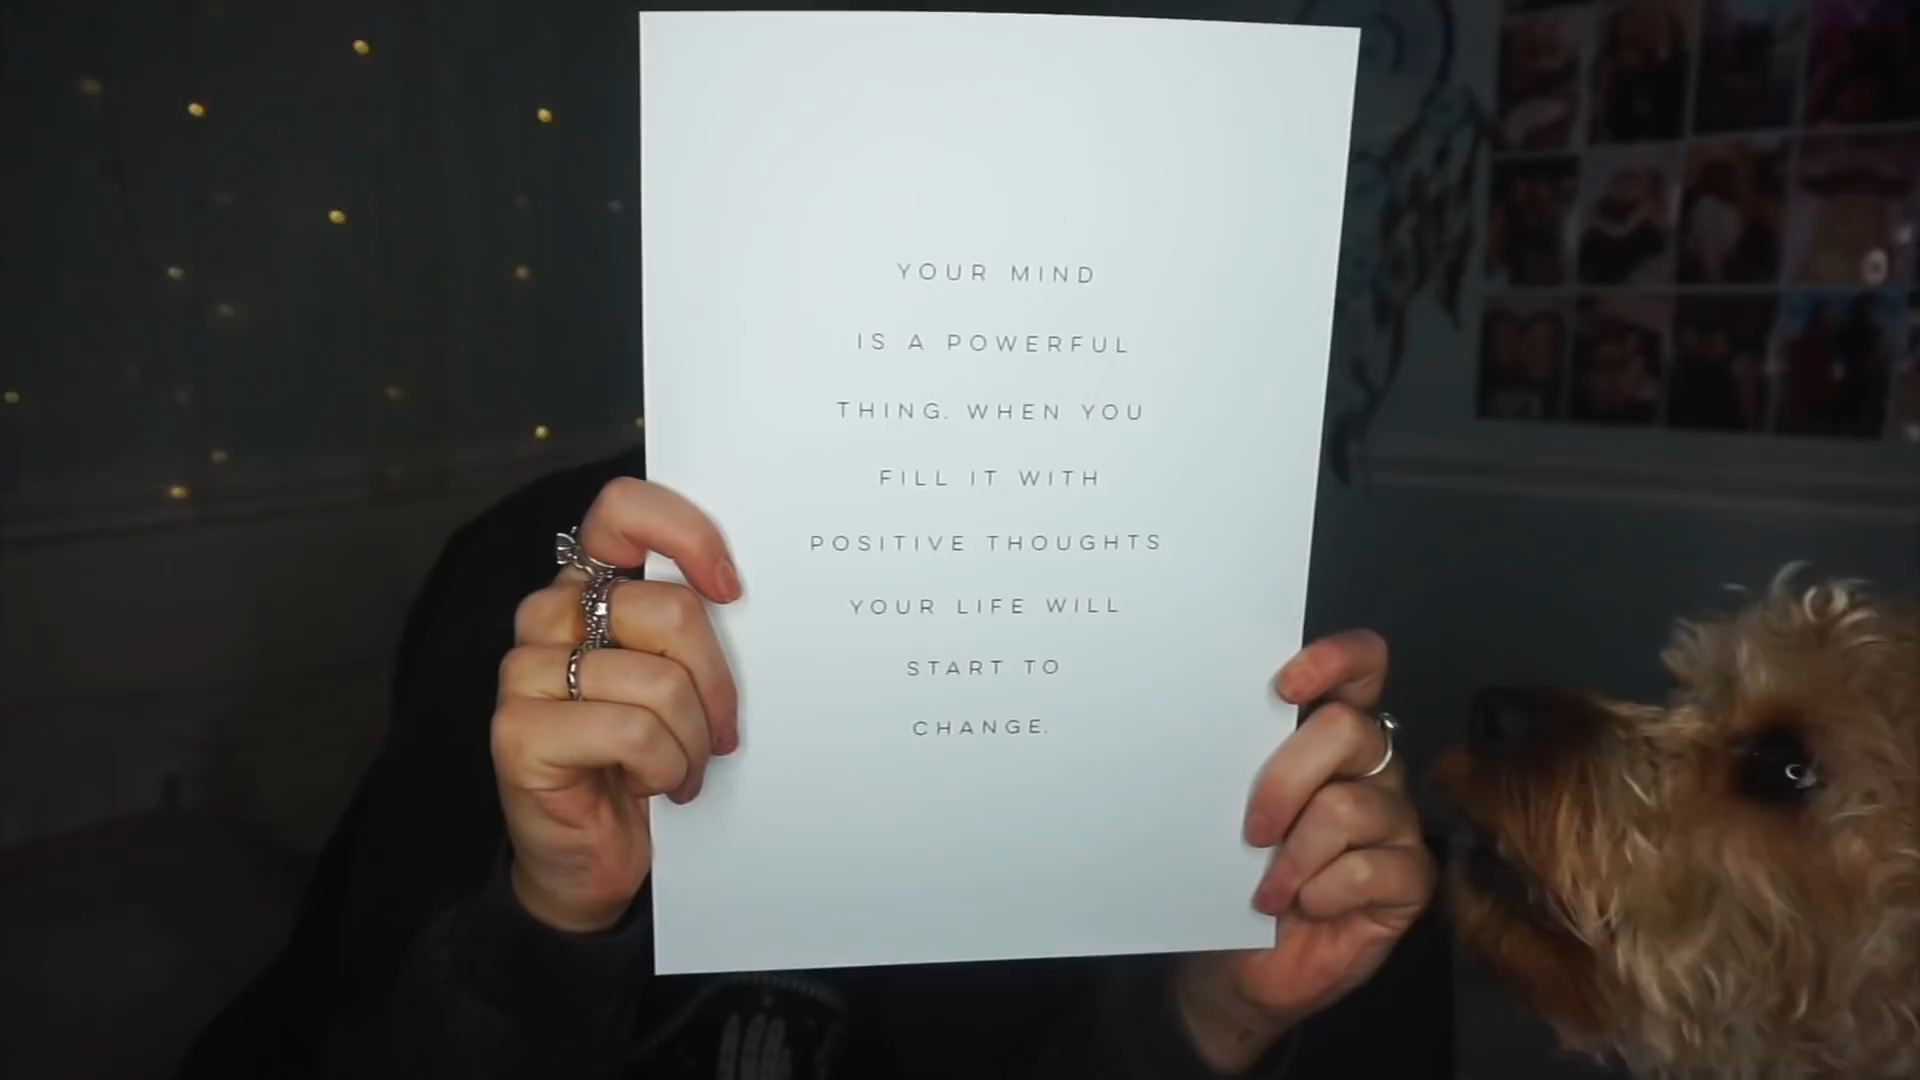 YOUR MIND
IS A POWERFUL
THING. WHEN YOU
FILL IT WITH
POSITIVE THOUGHTS
YOUR LIFE WILL
START TO
CHANGE.